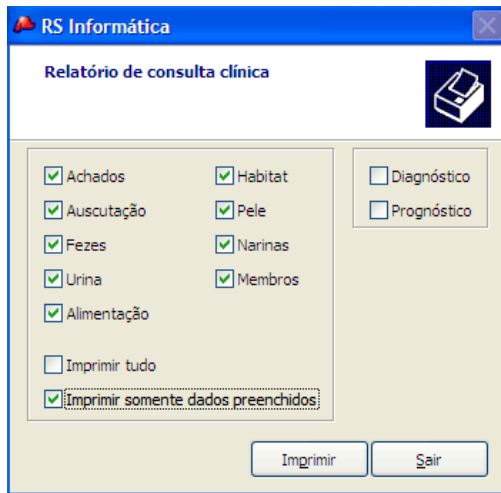 RS Informática
Relatório de consulta clínica
Achados
Habitat
Diagnóstico
Auscutação
Pele
Prognóstico
Fezes
Narinas
Urina
Membros
Alimentação
Imprimir tudo
Imprimir somente dados preenchidos
Imprimir
Sair